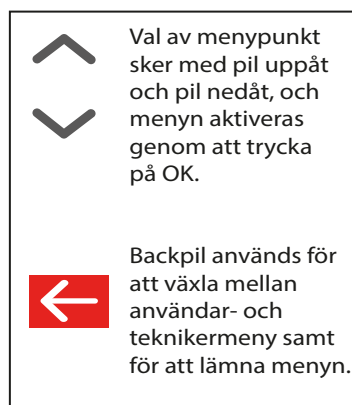 Val av menypunkt
sker med pil uppåt
och pil nedåt, och
menyn aktiveras
genom att trycka
på OK.
Backpil används för
att växla mellan
användar- och
teknikermeny samt
för att lämna menyn.